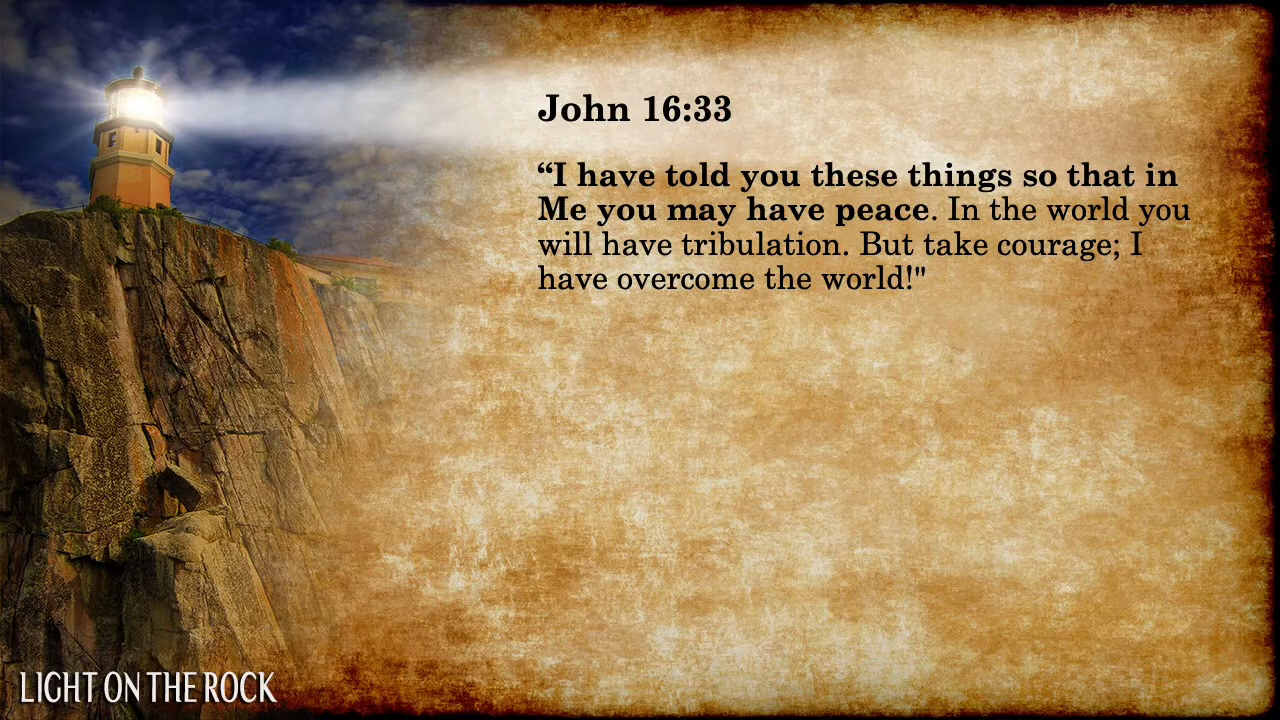 John 16:33
“I have told you these things so that in
Me you may have peace. In the world you
will have tribulation. But take courage; I
have overcome the world!"
LIGHT ON THE ROCK